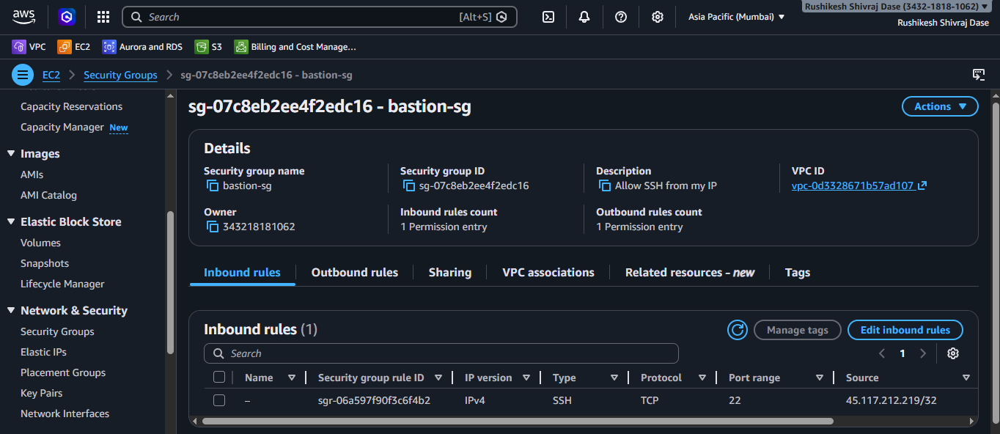 aws
Search [Alt+S]
Asia Pacific (Mumbai)
Rushikesh Shivraj Dase (3432-1818-1062)
Rushikesh Shivraj Dase
VPC EC2 Aurora and RDS S3 Billing and Cost Manage...
EC2 > Security Groups > sg-07c8eb2ee4f2edc16 - bastion-sg
Capacity Reservations
Capacity Manager New
Images
AMIs
AMI Catalog
Elastic Block Store
Volumes
Snapshots
Lifecycle Manager
Network & Security
Security Groups
Elastic IPs
Placement Groups
Key Pairs
Network Interfaces
sg-07c8eb2ee4f2edc16 - bastion-sg
Actions
Details
Security group name
bastion-sg
Security group ID
sg-07c8eb2ee4f2edc16
Description
Allow SSH from my IP
VPC ID
vpc-0d3328671b57ad107
Owner
343218181062
Inbound rules count
1 Permission entry
Outbound rules count
1 Permission entry
Inbound rules Outbound rules Sharing VPC associations Related resources – new Tags
Inbound rules (1)
Manage tags Edit inbound rules
Search
1
Name Security group rule ID IP version Type Protocol Port range Source
– sgr-06a597f90f3c6f4b2 IPv4 SSH TCP 22 45.117.212.219/32